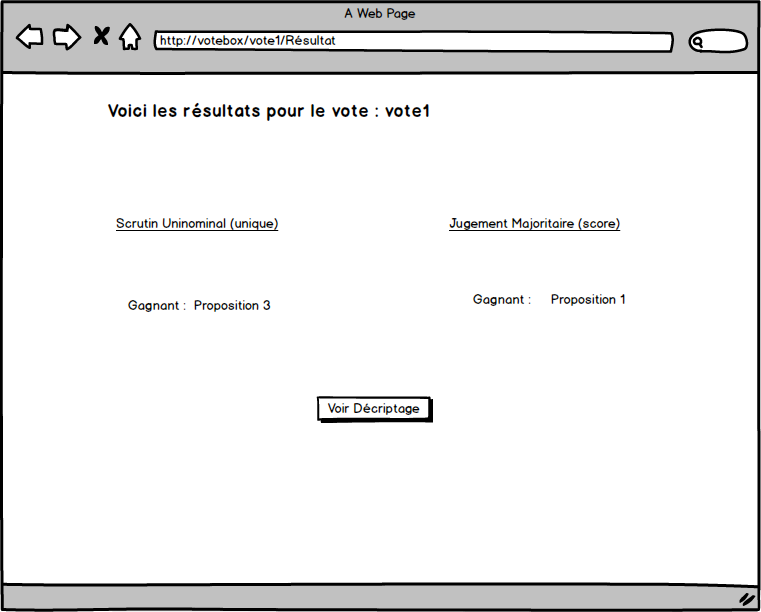 A Web Page
http://votebox/vote1/Résultat
Voici les résultats pour le vote : vote1
Scrutin Uninominal (unique)
Jugement Majoritaire (score)
Gagnant : Proposition 3
Gagnant : Proposition 1
Voir Décriptage